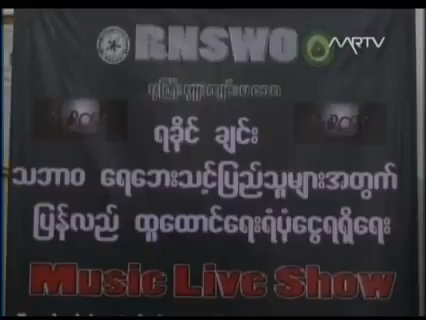 RNSWO
MRTV
ရခိုင် ချင်း
သဘာဝ ရေဘေးသင့်ပြည်သူများအတွက်
ပြန်လည် ထူထောင်ရေးရံပုံငွေရရှိရေး
Music Live Show